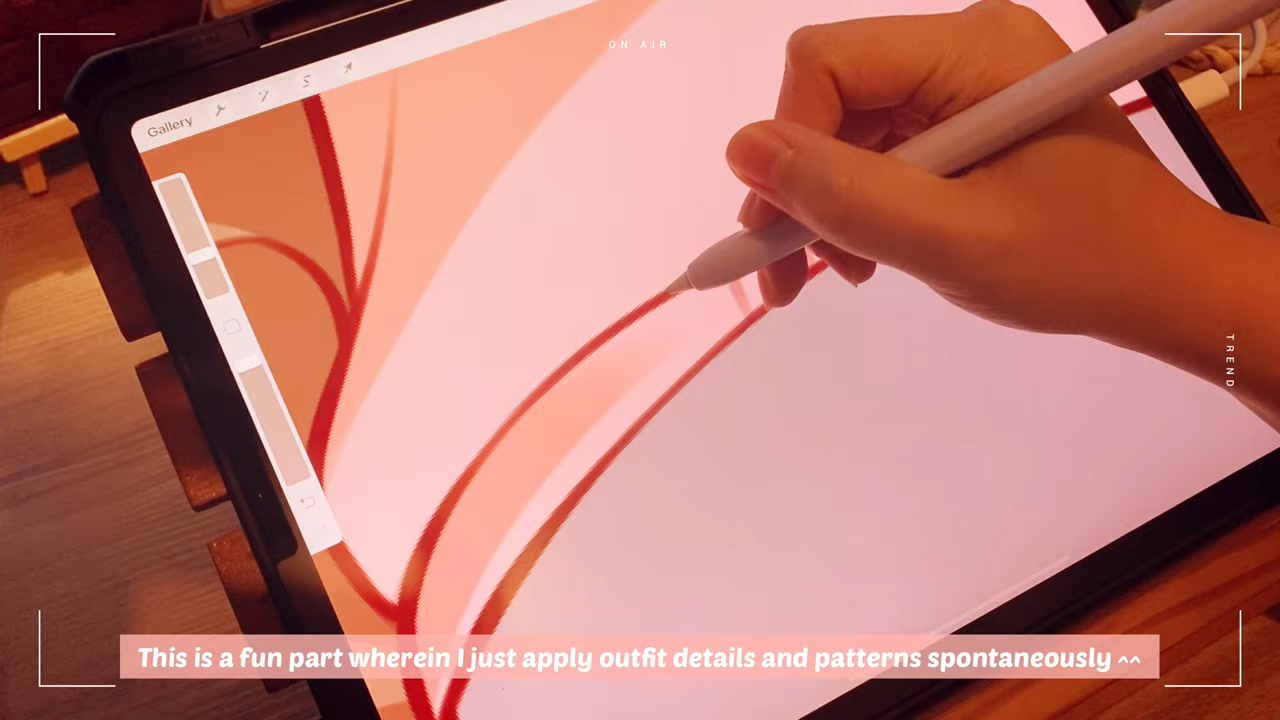 ON AIR
Gallery
TREND
This is a fun part wherein I just apply outfit details and patterns spontaneously ^^